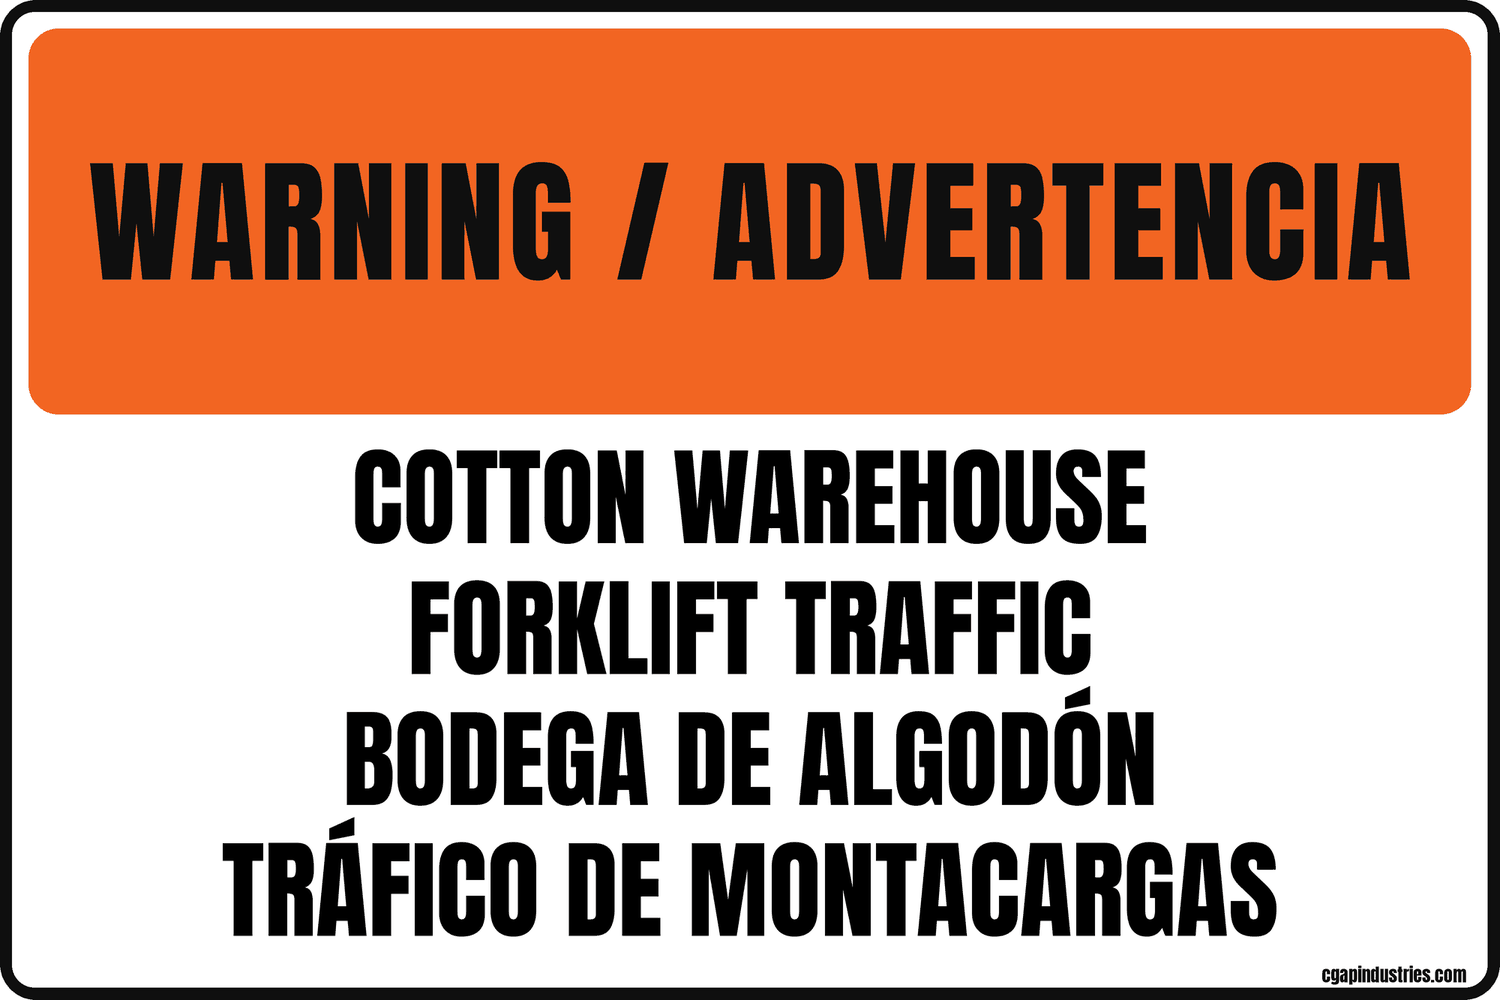 WARNING / ADVERTENCIA
COTTON WAREHOUSE
FORKLIFT TRAFFIC
BODEGA DE ALGODÓN
TRÁFICO DE MONTACARGAS
cgapindustries.com